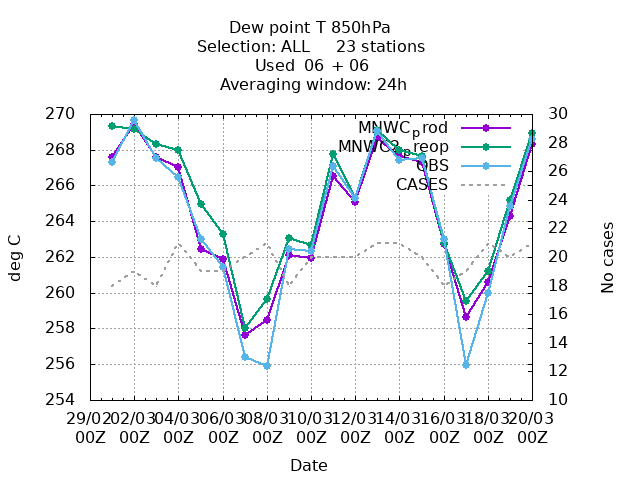 Dew point T 850hPa
Selection: ALL 23 stations
Used 06 + 06
Averaging window: 24h
270
268
266
264
262
260
258
256
254
30
28
26
24
22
20
18
16
14
12
10
MNWC_prod
MNWC2_preop
OBS
CASES
deg C
No cases
29/02 02/03 04/03 06/03 08/03 10/03 12/03 14/03 16/03 18/03 20/03
00Z 00Z 00Z 00Z 00Z 00Z 00Z 00Z 00Z 00Z 00Z
Date